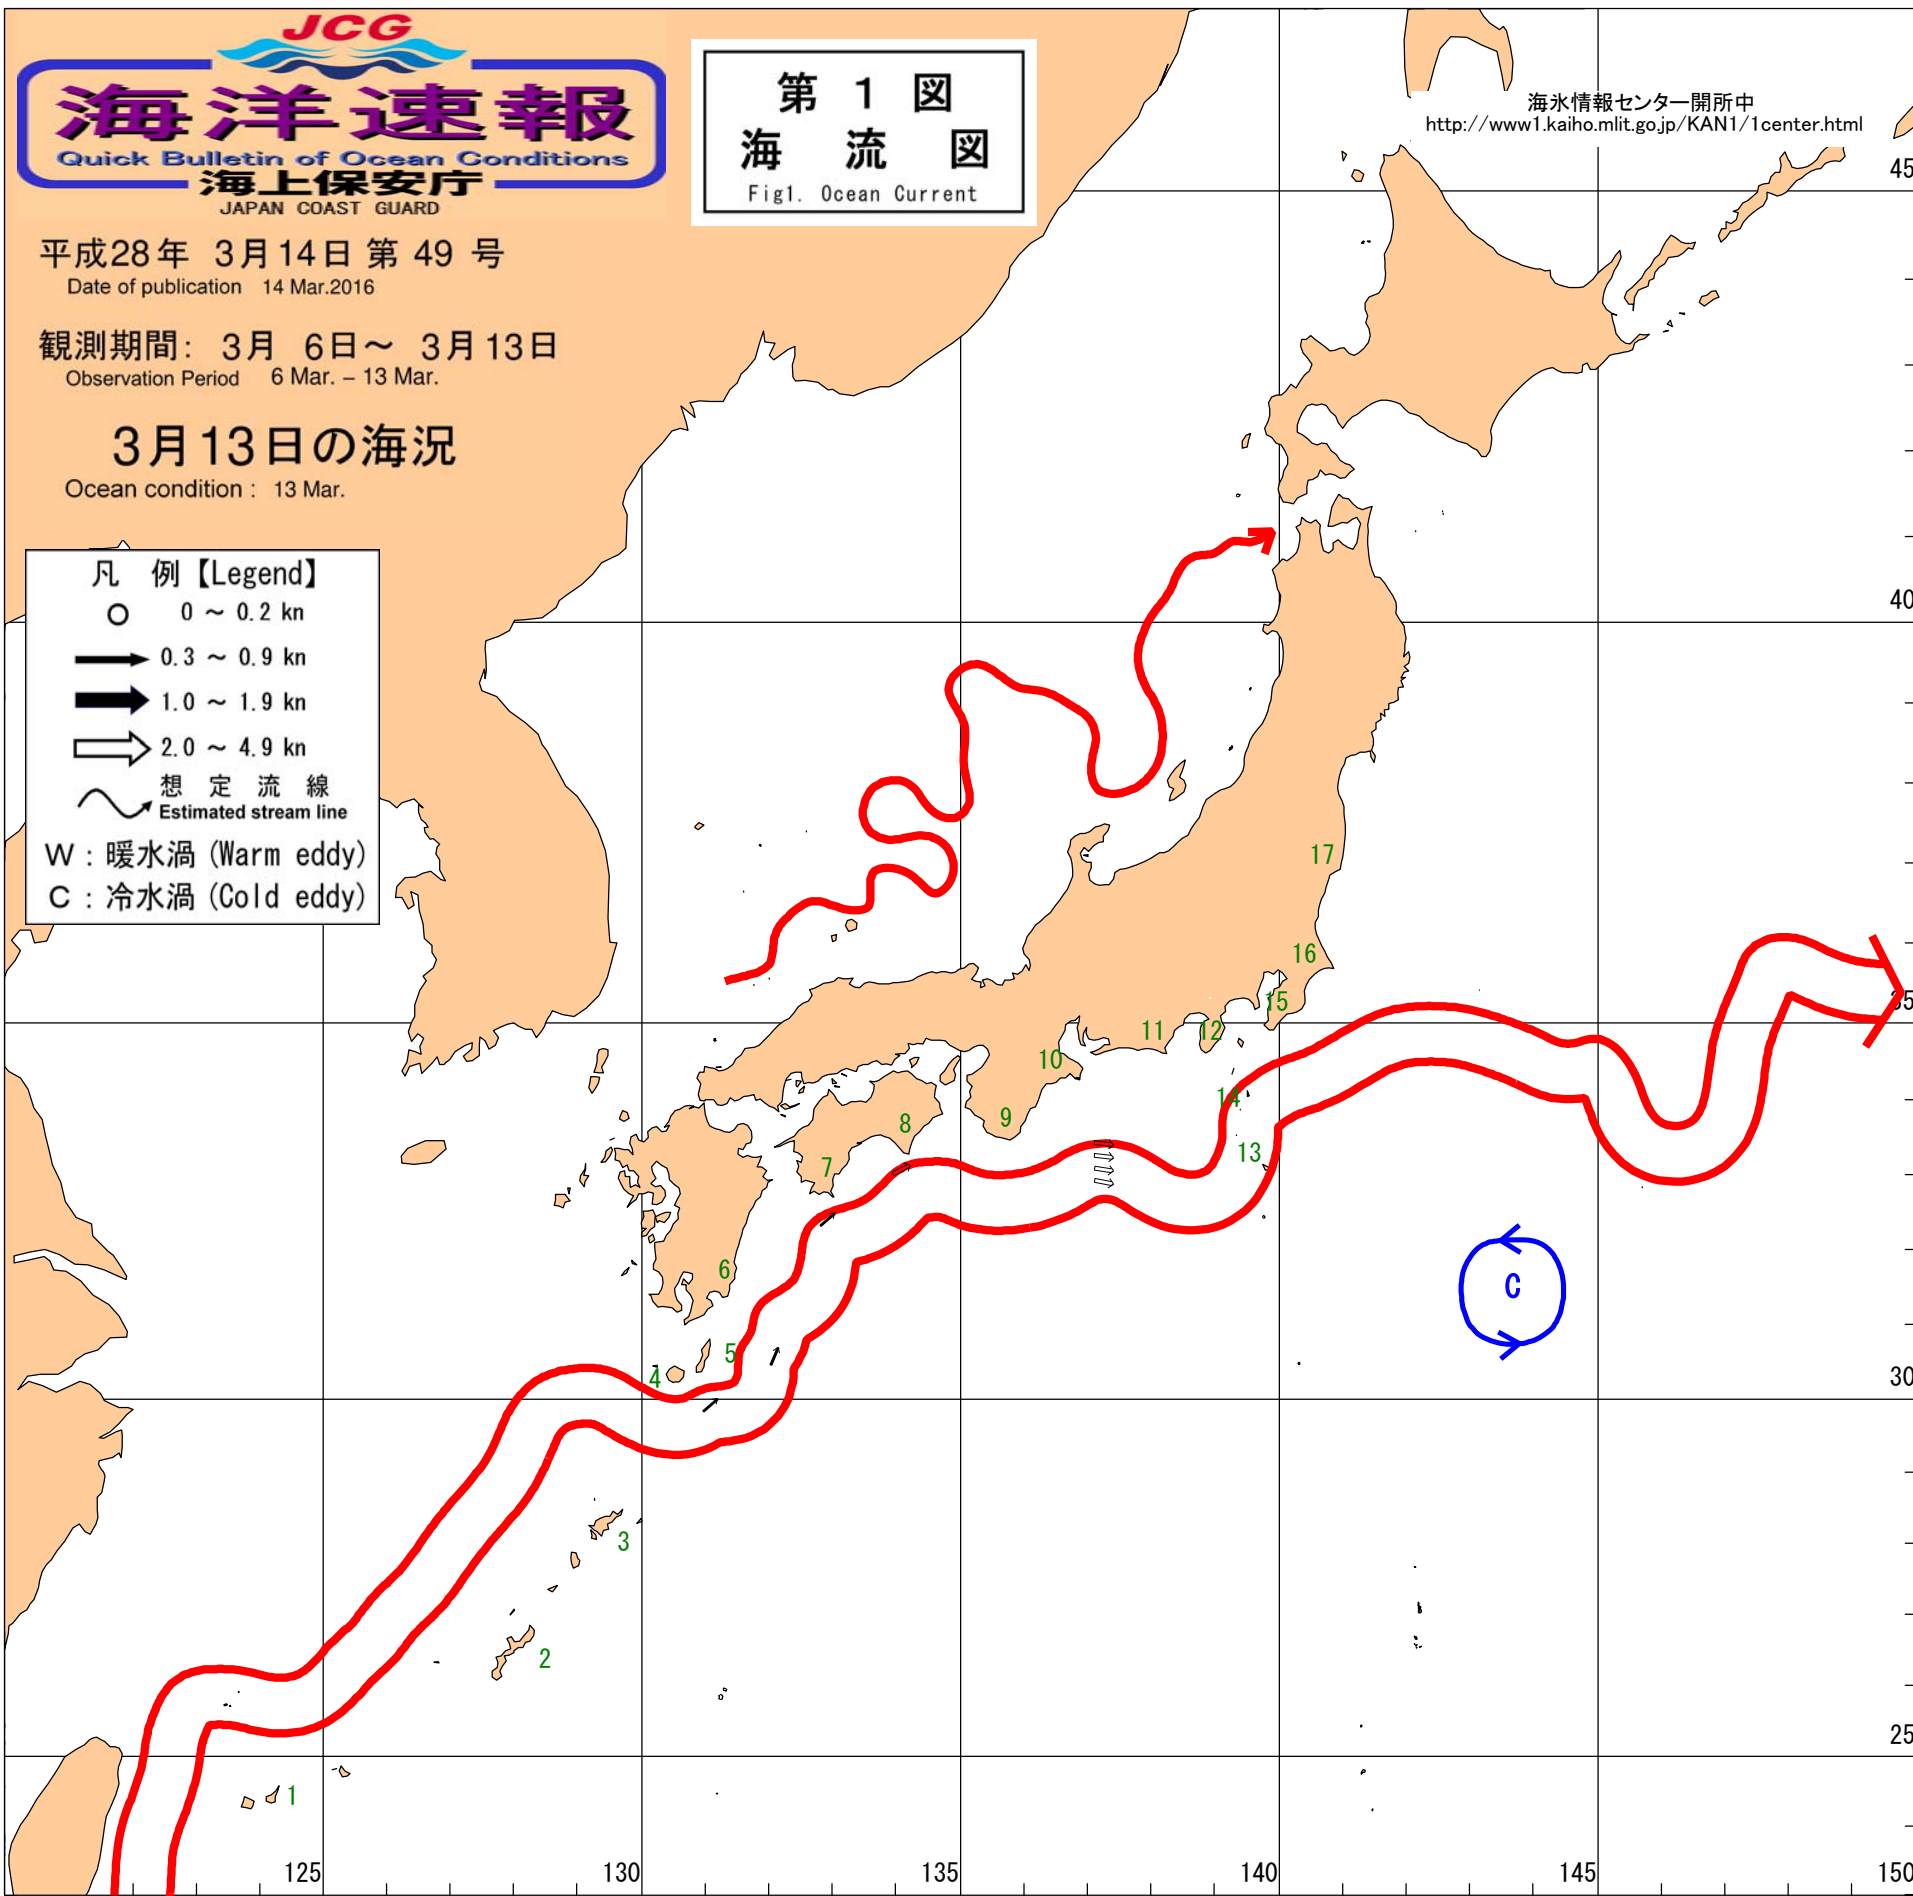 JCG
海洋速報
Quick Bulletin of Ocean Conditions
海上保安庁
JAPAN COAST GUARD
第 1 図
海 流 図
Fig1. Ocean Current
海氷情報センター開所中
http://www1.kaiho.mlit.go.jp/KAN1/1center.html
平成28年 3月14日 第 49 号
Date of publication 14 Mar.2016
観測期間: 3月 6日~ 3月13日
Observation Period 6 Mar. – 13 Mar.
3月13日の海況
Ocean condition : 13 Mar.
凡 例【Legend】
0 ~ 0.2 kn
0.3 ~ 0.9 kn
1.0 ~ 1.9 kn
2.0 ~ 4.9 kn
想 定 流 線
Estimated stream line
W : 暖水渦 (Warm eddy)
C : 冷水渦 (Cold eddy)
45
40
17
16
15
35
12
11
10
14
9
8
13
7
6
C
5
4
30
3
2
25
1
125
130
135
140
145
150